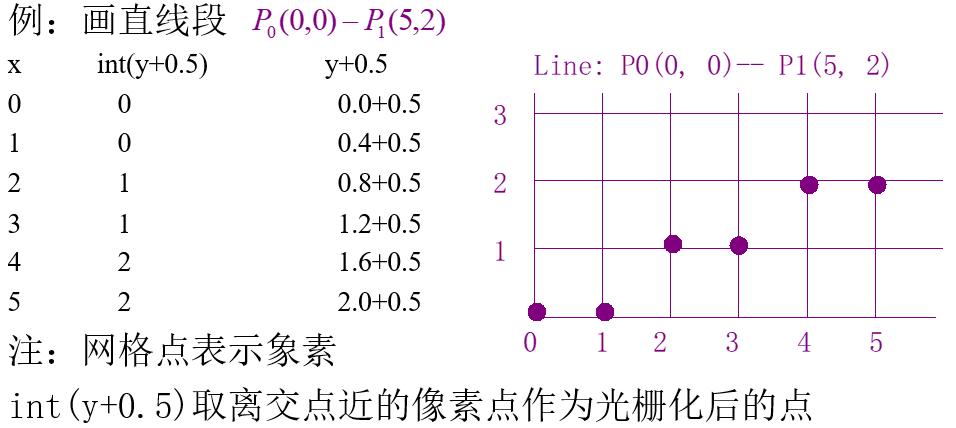 例：画直线段 P0(0,0)–P1(5,2)
x int(y+0.5) y+0.5
0 0 0.0+0.5
1 0 0.4+0.5
2 1 0.8+0.5
3 1 1.2+0.5
4 2 1.6+0.5
5 2 2.0+0.5
注：网格点表示象素
int(y+0.5)取离交点近的像素点作为光栅化后的点
Line: P0(0, 0)-- P1(5, 2)
3
2
1
0 1 2 3 4 5